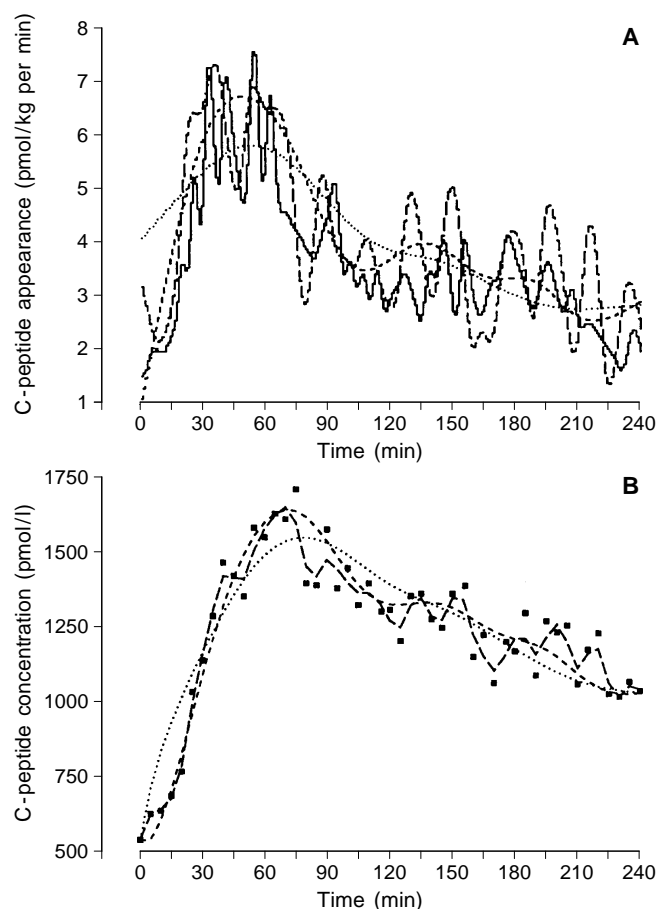 A
C-peptide appearance (pmol/kg per min)
8
7
6
5
4
3
2
1
0 30 60 90 120 150 180 210 240
Time (min)
B
C-peptide concentration (pmol/l)
1750
1500
1250
1000
750
500
0 30 60 90 120 150 180 210 240
Time (min)